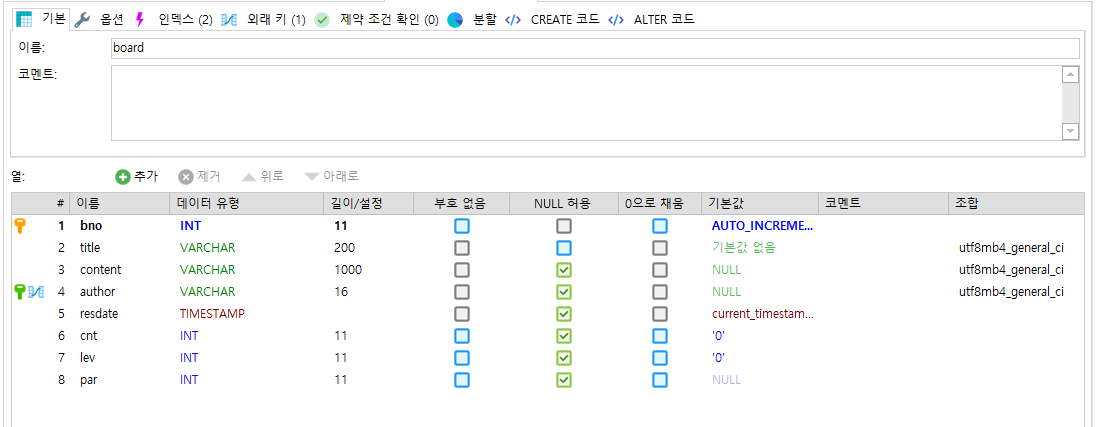 기본 옵션 인덱스 (2) 외래 키 (1) 제약 조건 확인 (0) 분할 CREATE 코드 ALTER 코드
이름: board
코멘트:
열: 추가 제거 위로 아래로
# 이름 데이터 유형 길이/설정 부호 없음 NULL 허용 0으로 채움 기본값 코멘트 조합
1 bno INT 11 AUTO_INCREME...
2 title VARCHAR 200 기본값 없음 utf8mb4_general_ci
3 content VARCHAR 1000 NULL utf8mb4_general_ci
4 author VARCHAR 16 NULL utf8mb4_general_ci
5 resdate TIMESTAMP current_timestam...
6 cnt INT 11 '0'
7 lev INT 11 '0'
8 par INT 11 NULL